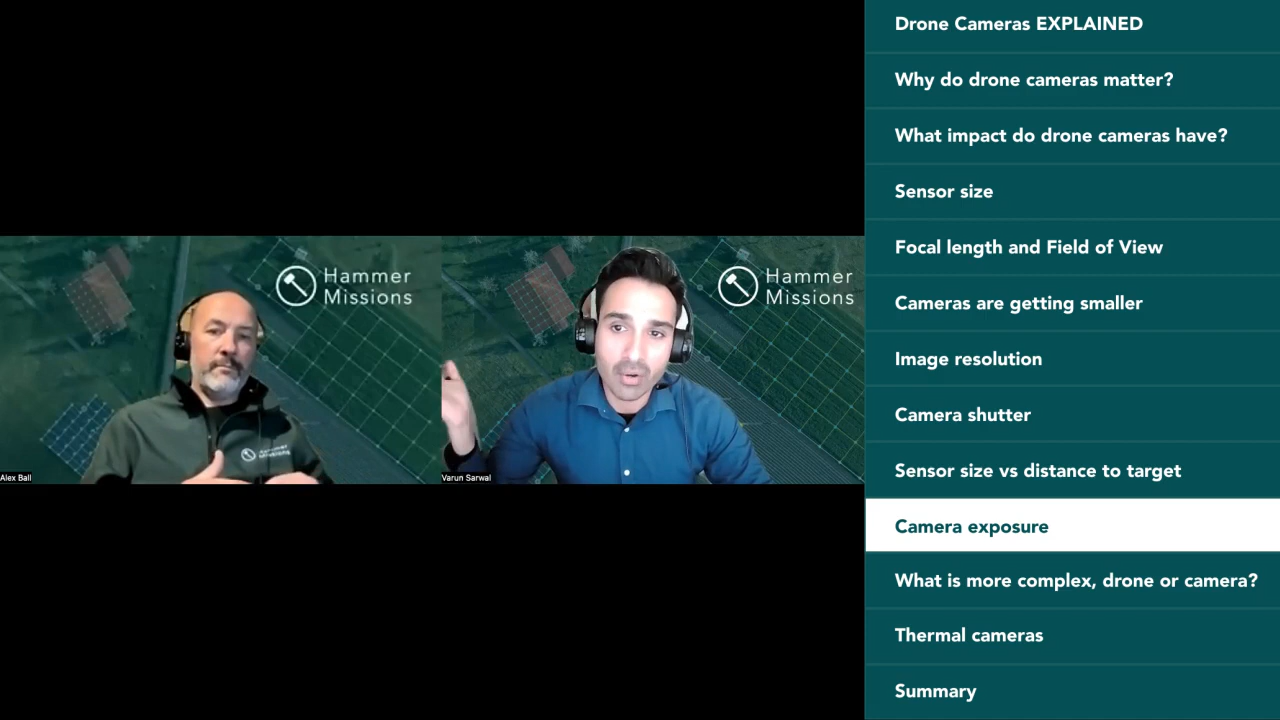 Hammer
Missions
HAMMER
MISSIONS
Alex Ball
Hammer
Missions
Varun Sarwal
Drone Cameras EXPLAINED
Why do drone cameras matter?
What impact do drone cameras have?
Sensor size
Focal length and Field of View
Cameras are getting smaller
Image resolution
Camera shutter
Sensor size vs distance to target
Camera exposure
What is more complex, drone or camera?
Thermal cameras
Summary